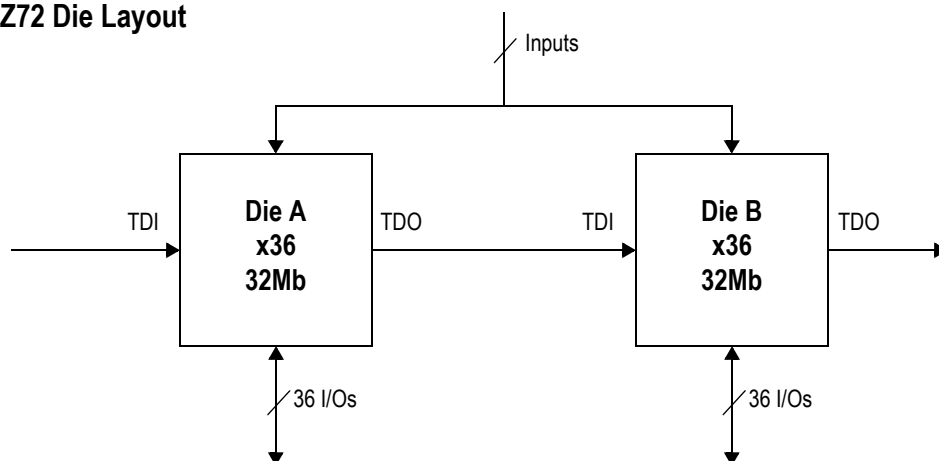 Z72 Die Layout
Inputs
TDI
Die A
x36
32Mb
TDO
TDI
Die B
x36
32Mb
TDO
36 I/Os
36 I/Os